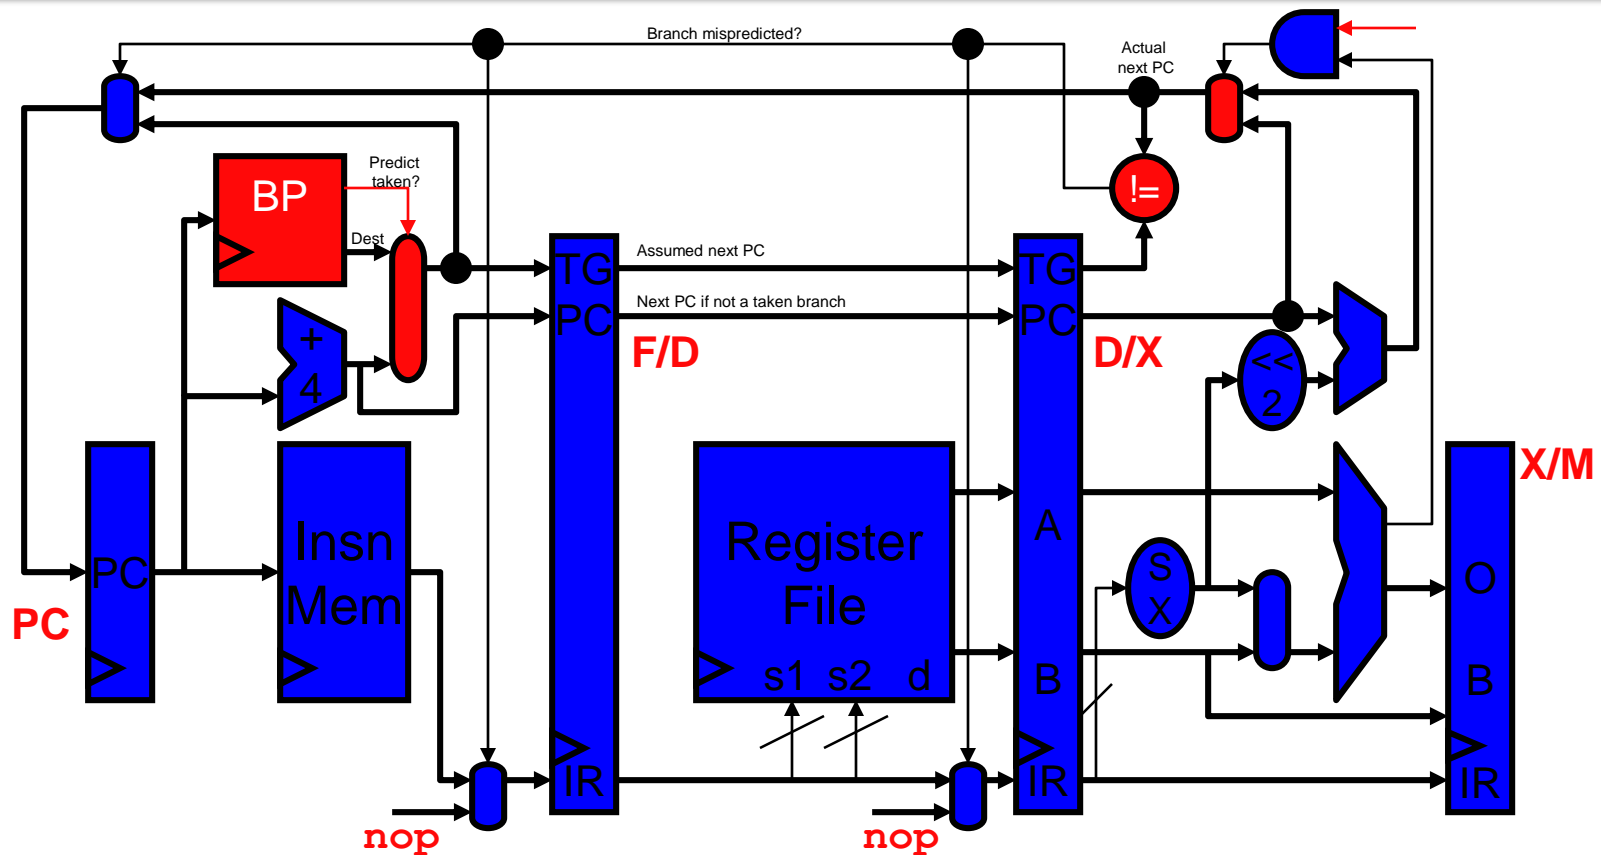 Branch mispredicted?
Actual
next PC
Predict
taken?
BP
!=
Dest
TG
Assumed next PC
TG
PC
Next PC if not a taken branch
PC
+
4
F/D
D/X
<<
2
X/M
PC
PC
Insn
Mem
Register
File
s1 s2 d
A
B
S
X
O
B
IR
IR
IR
nop
nop